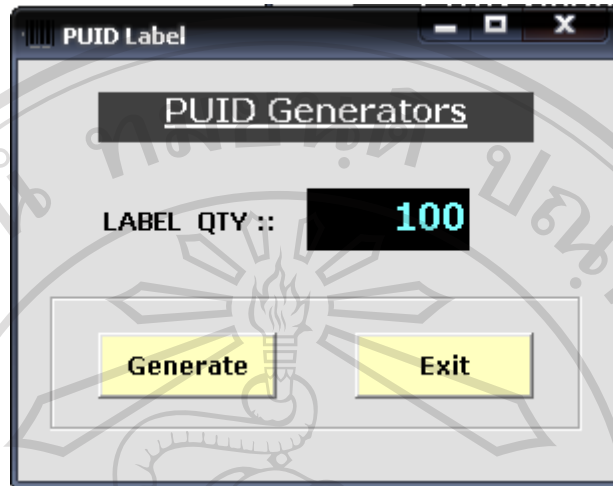 PUID Label
PUID Generators
LABEL QTY :: 100
Generate Exit